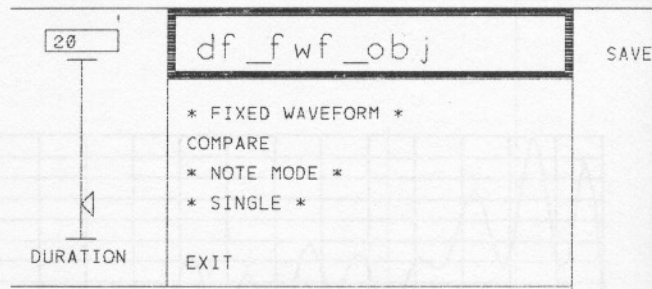 20
df_fwf_obj
SAVE
* FIXED WAVEFORM *
COMPARE
* NOTE MODE *
* SINGLE *
DURATION
EXIT